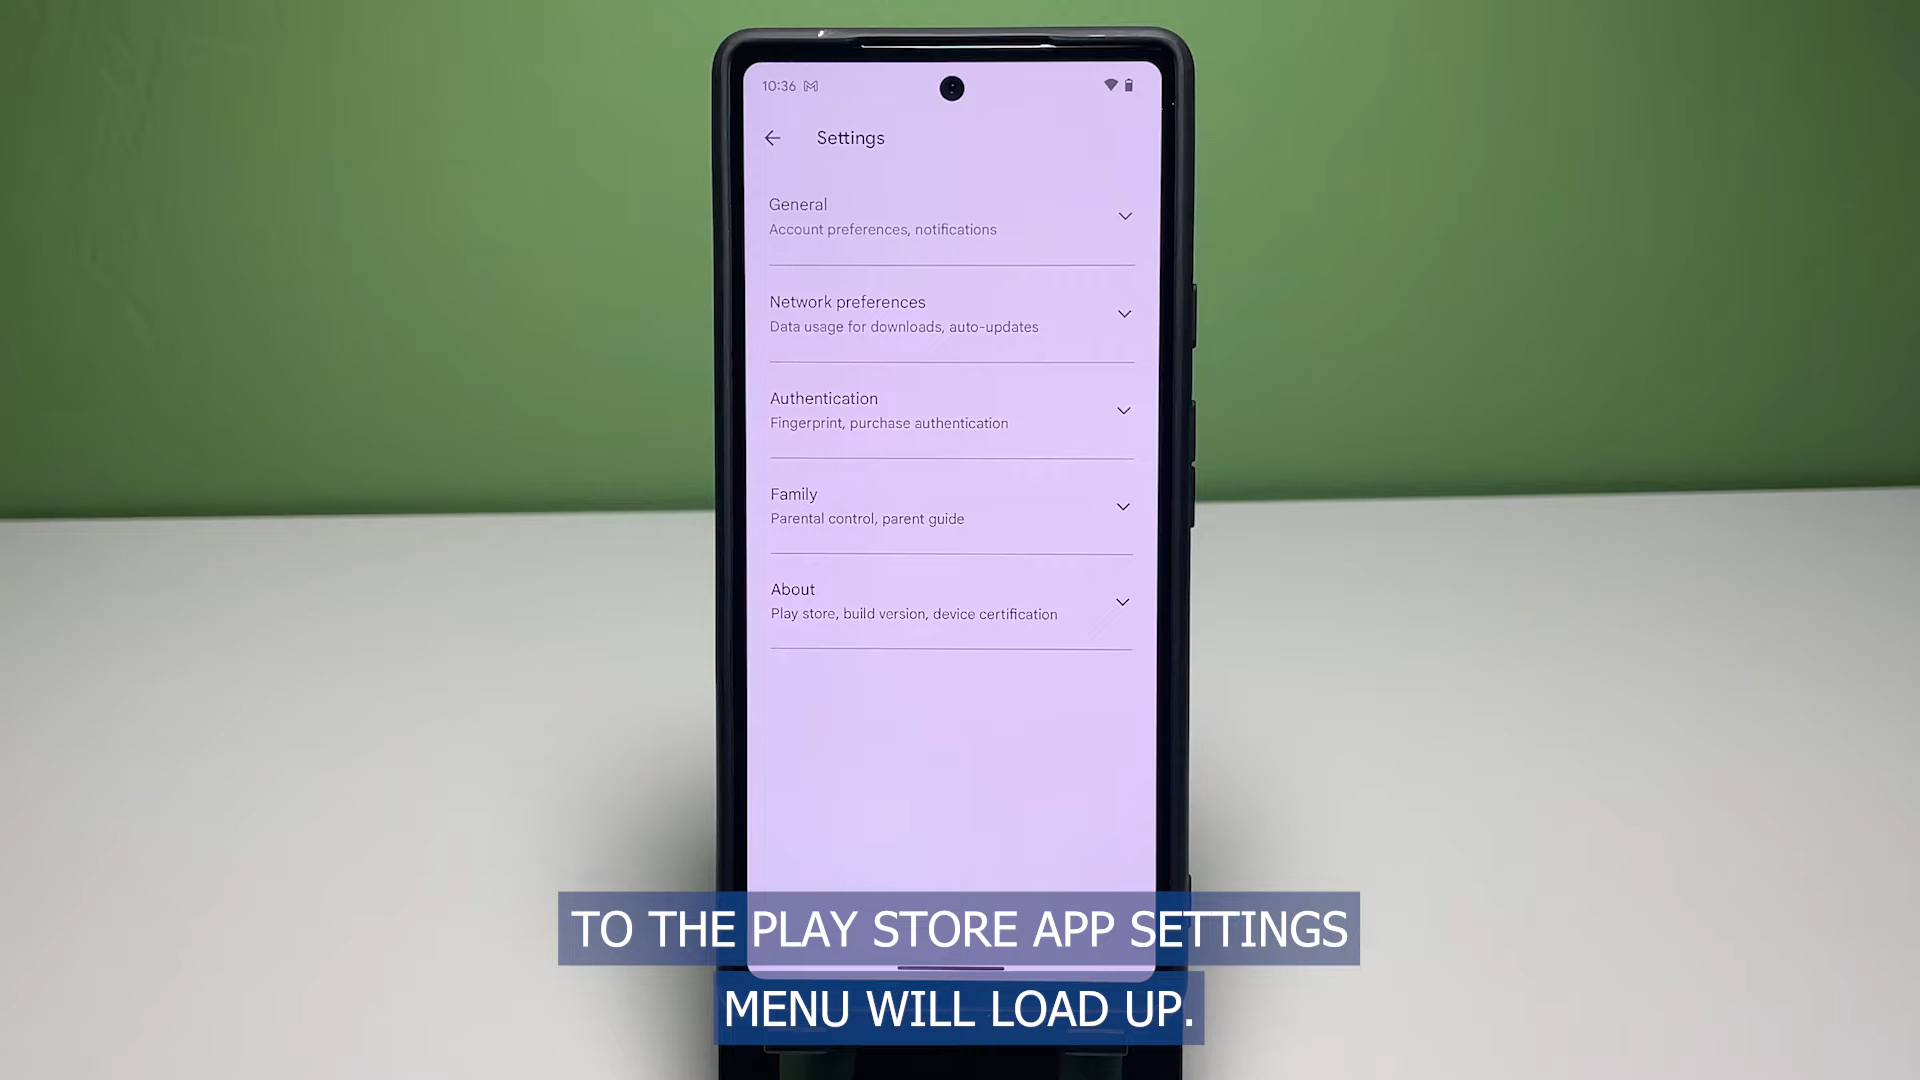 10:36
Settings
General
Account preferences, notifications
Network preferences
Data usage for downloads, auto-updates
Authentication
Fingerprint, purchase authentication
Family
Parental control, parent guide
About
Play store, build version, device certification
TO THE PLAY STORE APP SETTINGS
MENU WILL LOAD UP.